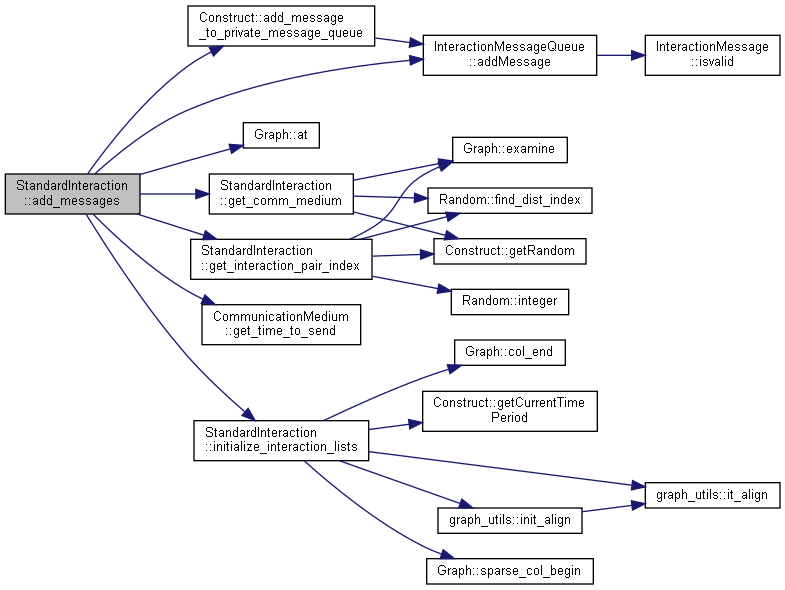 Construct::add_message
_to_private_message_queue
InteractionMessageQueue
::addMessage
InteractionMessage
::isvalid
Graph::at
Graph::examine
StandardInteraction
::add_messages
StandardInteraction
::get_comm_medium
Random::find_dist_index
StandardInteraction
::get_interaction_pair_index
Construct::getRandom
CommunicationMedium
::get_time_to_send
Random::integer
Graph::col_end
Construct::getCurrentTime
Period
StandardInteraction
::initialize_interaction_lists
graph_utils::it_align
graph_utils::init_align
Graph::sparse_col_begin